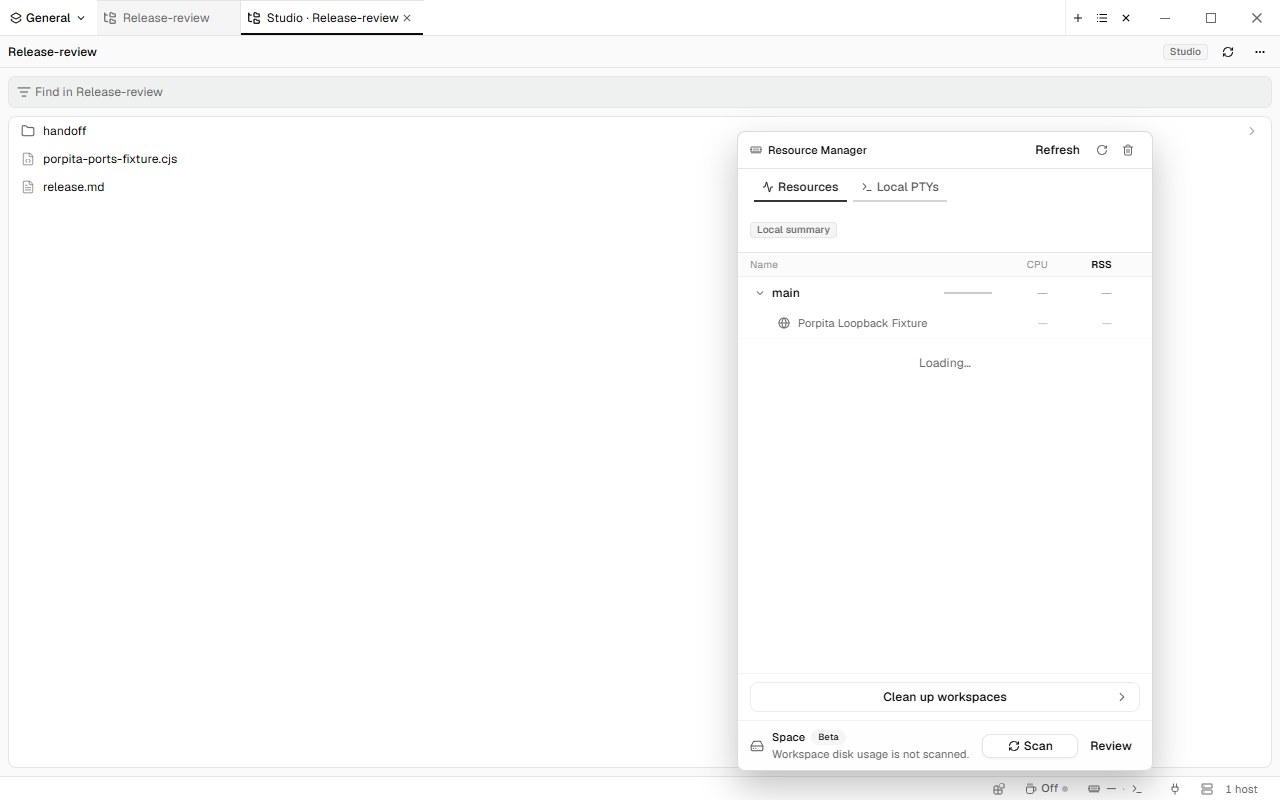 General
Release-review
Studio · Release-review
Release-review
Studio
Find in Release-review
handoff
porpita-ports-fixture.cjs
release.md
Resource Manager
Refresh
Resources
Local PTYs
Local summary
Name CPU RSS
main — —
Porpita Loopback Fixture — —
Loading...
Clean up workspaces
Space Beta
Workspace disk usage is not scanned.
Scan
Review
Off — · 1 host